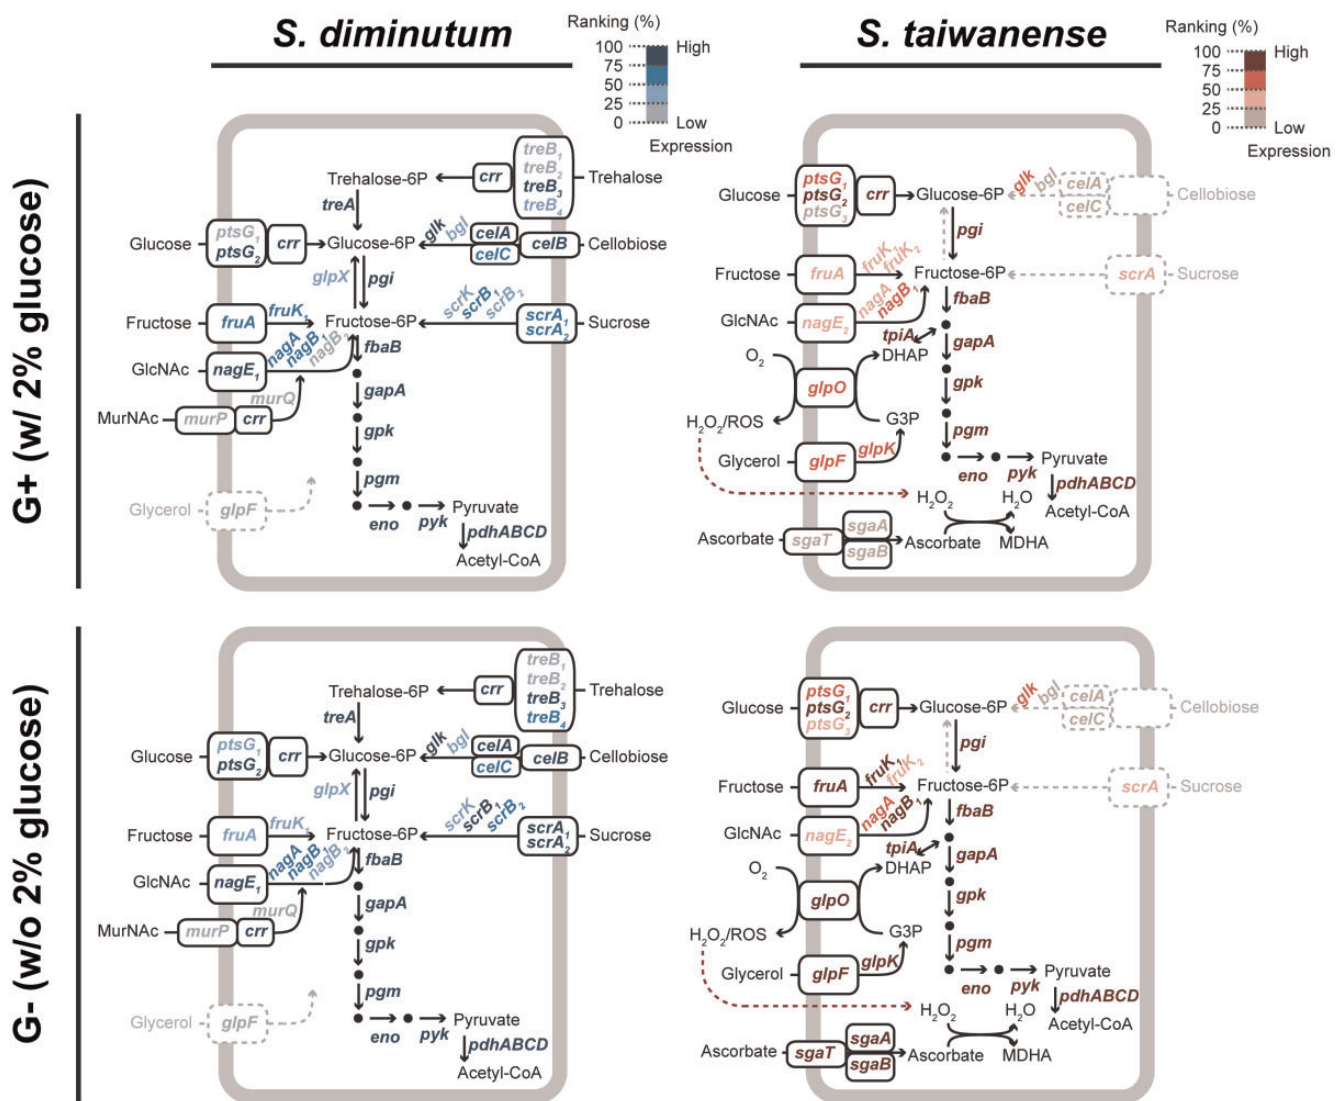 S. diminutum
Ranking (%)
100
75
50
25
0
High
Low
Expression
S. taiwanense
Ranking (%)
100
75
50
25
0
High
Low
Expression
G+ (w/ 2% glucose)
treB1
treB2
treB3
treB4
Trehalose-6P
crr
Trehalose
treA
Glucose
ptsG1
ptsG2
crr
Glucose-6P
glk
bgl
celA
celC
celB
Cellobiose
glpX
pgi
Fructose
fruA
fruK1
Fructose-6P
scrK
scrB1
scrB2
scrA1
scrA2
Sucrose
GlcNAc
nagE1
nagA
nagB1
nagB2
fbaB
MurNAc
murP
crr
murQ
gapA
gpk
pgm
Glycerol
glpF
eno
pyk
Pyruvate
pdhABCD
Acetyl-CoA
Glucose
ptsG1
ptsG2
ptsG3
crr
Glucose-6P
glk
bgl
celA
celC
Cellobiose
pgi
Fructose
fruA
fruK1
fruK2
Fructose-6P
scrA
Sucrose
GlcNAc
nagE2
nagA
nagB1
fbaB
O2
tpiA
DHAP
gapA
glpO
gpk
H2O2/ROS
G3P
pgm
Glycerol
glpF
glpK
eno
pyk
Pyruvate
pdhABCD
Acetyl-CoA
H2O2
H2O
Ascorbate
sgaT
sgaA
sgaB
Ascorbate
MDHA
G- (w/o 2% glucose)
treB1
treB2
treB3
treB4
Trehalose-6P
crr
Trehalose
treA
Glucose
ptsG1
ptsG2
crr
Glucose-6P
glk
bgl
celA
celC
celB
Cellobiose
glpX
pgi
Fructose
fruA
fruK1
Fructose-6P
scrK
scrB1
scrB2
scrA1
scrA2
Sucrose
GlcNAc
nagE1
nagA
nagB1
nagB2
fbaB
MurNAc
murP
crr
murQ
gapA
gpk
pgm
Glycerol
glpF
eno
pyk
Pyruvate
pdhABCD
Acetyl-CoA
Glucose
ptsG1
ptsG2
ptsG3
crr
Glucose-6P
glk
bgl
celA
celC
Cellobiose
pgi
Fructose
fruA
fruK1
fruK2
Fructose-6P
scrA
Sucrose
GlcNAc
nagE2
nagA
nagB1
fbaB
O2
tpiA
DHAP
gapA
glpO
gpk
H2O2/ROS
G3P
pgm
Glycerol
glpF
glpK
eno
pyk
Pyruvate
pdhABCD
Acetyl-CoA
H2O2
H2O
Ascorbate
sgaT
sgaA
sgaB
Ascorbate
MDHA